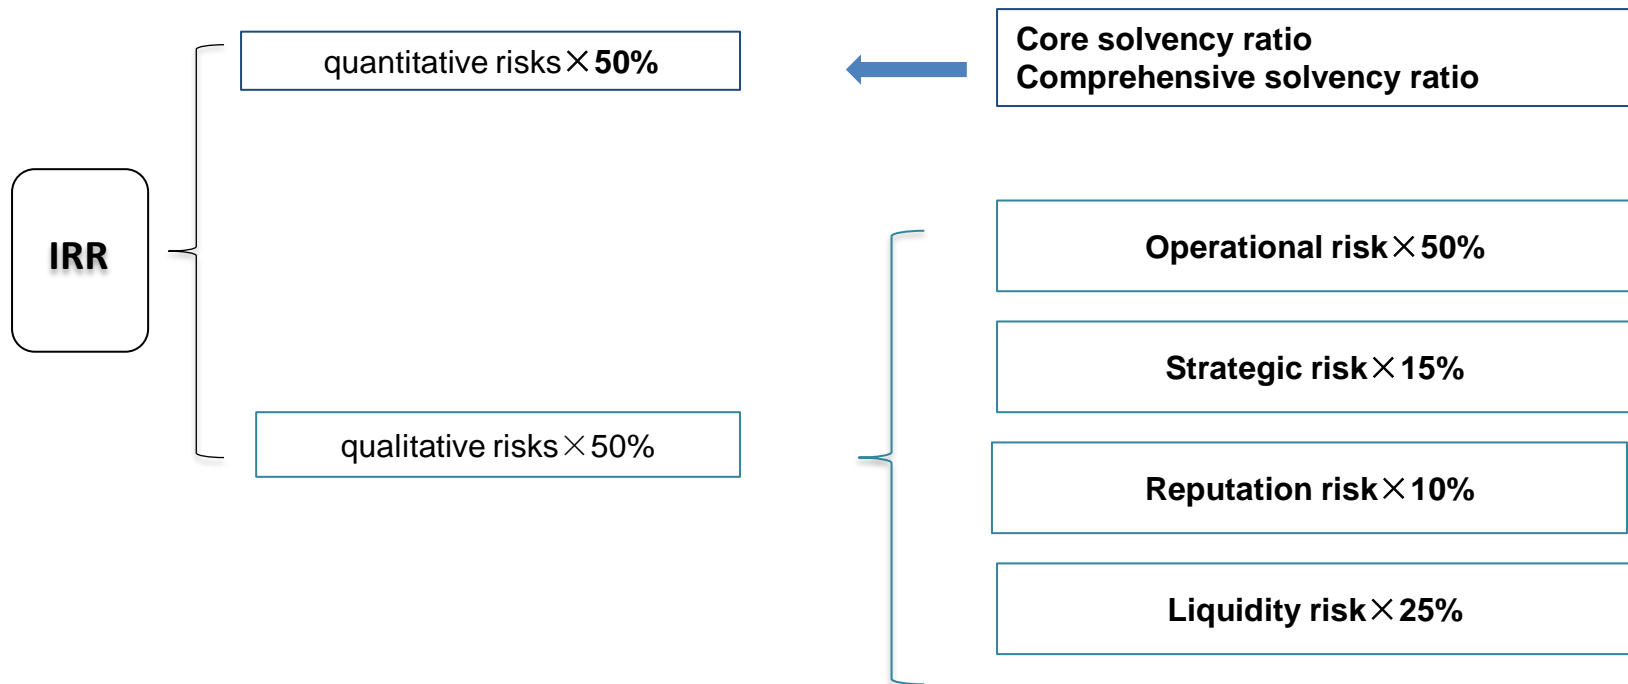 quantitative risks×50%
Core solvency ratio
Comprehensive solvency ratio
IRR
qualitative risks×50%
Operational risk×50%
Strategic risk×15%
Reputation risk×10%
Liquidity risk×25%